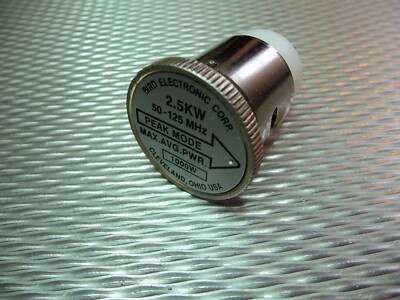 BIRD ELECTRONIC CORP.
2.5KW
50-125 MHz
PEAK MODE
MAX.AVG.PWR.
1000W
CLEVELAND, OHIO USA